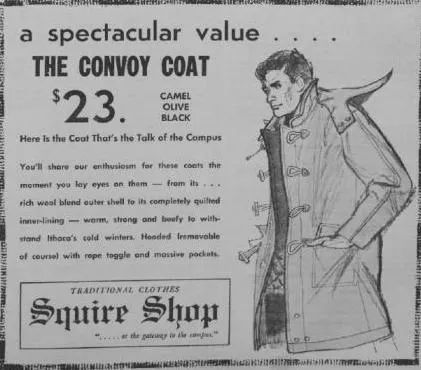 a spectacular value . . . .
THE CONVOY COAT
$23.
CAMEL
OLIVE
BLACK
Here Is the Coat That's the Talk of the Campus
You'll share our enthusiasm for these coats the
moment you lay eyes on them — from its . . .
rich wool blend outer shell to its completely quilted
inner-lining — warm, strong and beefy to with-
stand Ithaca's cold winters. Hooded (removable
of course) with rope toggle and massive pockets.
TRADITIONAL CLOTHES
Squire Shop
". . . . . at the gateway to the campus."